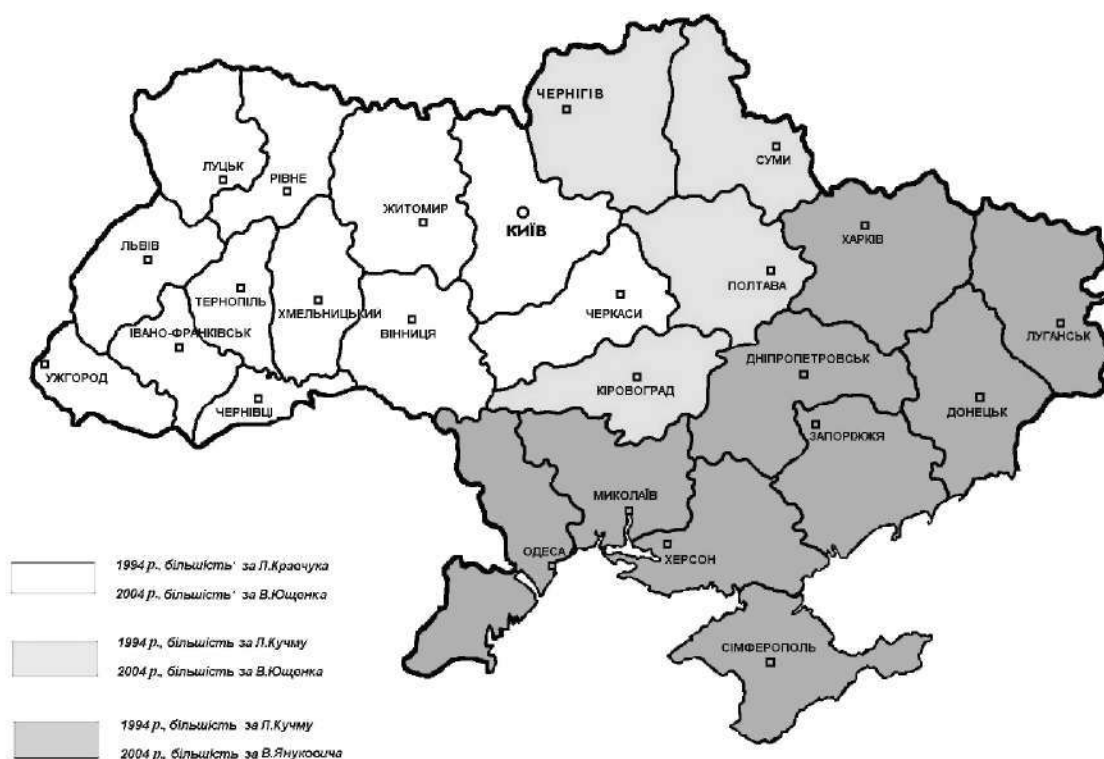 ЧЕРНІГІВ
СУМИ
ЛУЦЬК
РІВНЕ
ЖИТОМИР
КИЇВ
ХАРКІВ
ЛЬВІВ
ТЕРНОПІЛЬ
ХМЕЛЬНИЦЬКИЙ
ПОЛТАВА
ІВАНО-ФРАНКІВСЬК
ВІННИЦЯ
ЧЕРКАСИ
ЛУГАНСЬК
УЖГОРОД
ДНІПРОПЕТРОВСЬК
КІРОВОГРАД
ЧЕРНІВЦІ
ДОНЕЦЬК
ЗАПОРІЖЖЯ
МИКОЛАЇВ
ОДЕСА
ХЕРСОН
СІМФЕРОПОЛЬ
1994 р., більшість за Л.Кравчука
2004 р., більшість за В.Ющонка
1994 р., більшість за Л.Кучму
2004 р., більшість за В.Ющонка
1994 р., більшість за Л.Кучму
2004 р., більшість за В.Януковича